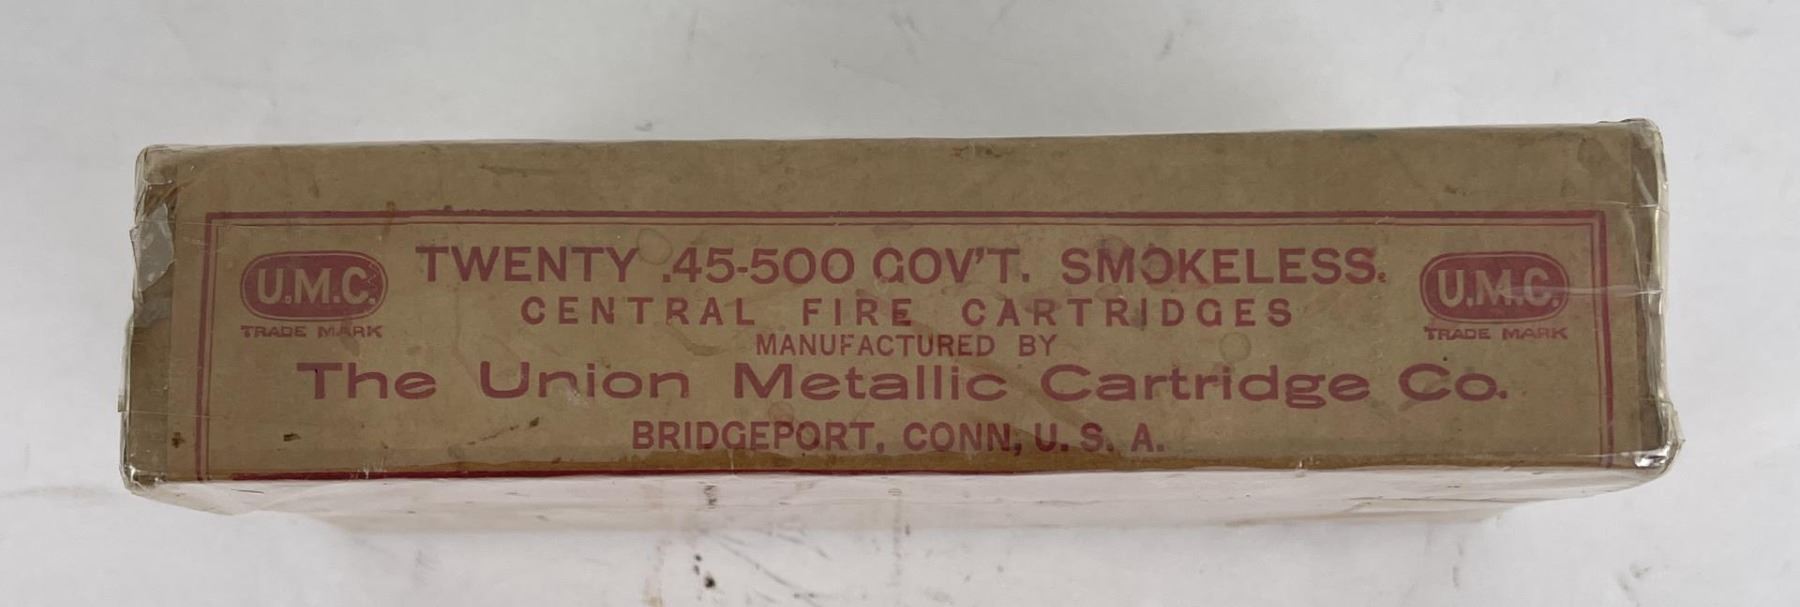 TWENTY .45-500 GOV'T. SMOKELESS.
U.M.C. U.M.C.
CENTRAL FIRE CARTRIDGES
TRADE MARK TRADE MARK
MANUFACTURED BY
The Union Metallic Cartridge Co.
BRIDGEPORT, CONN, U. S. A.